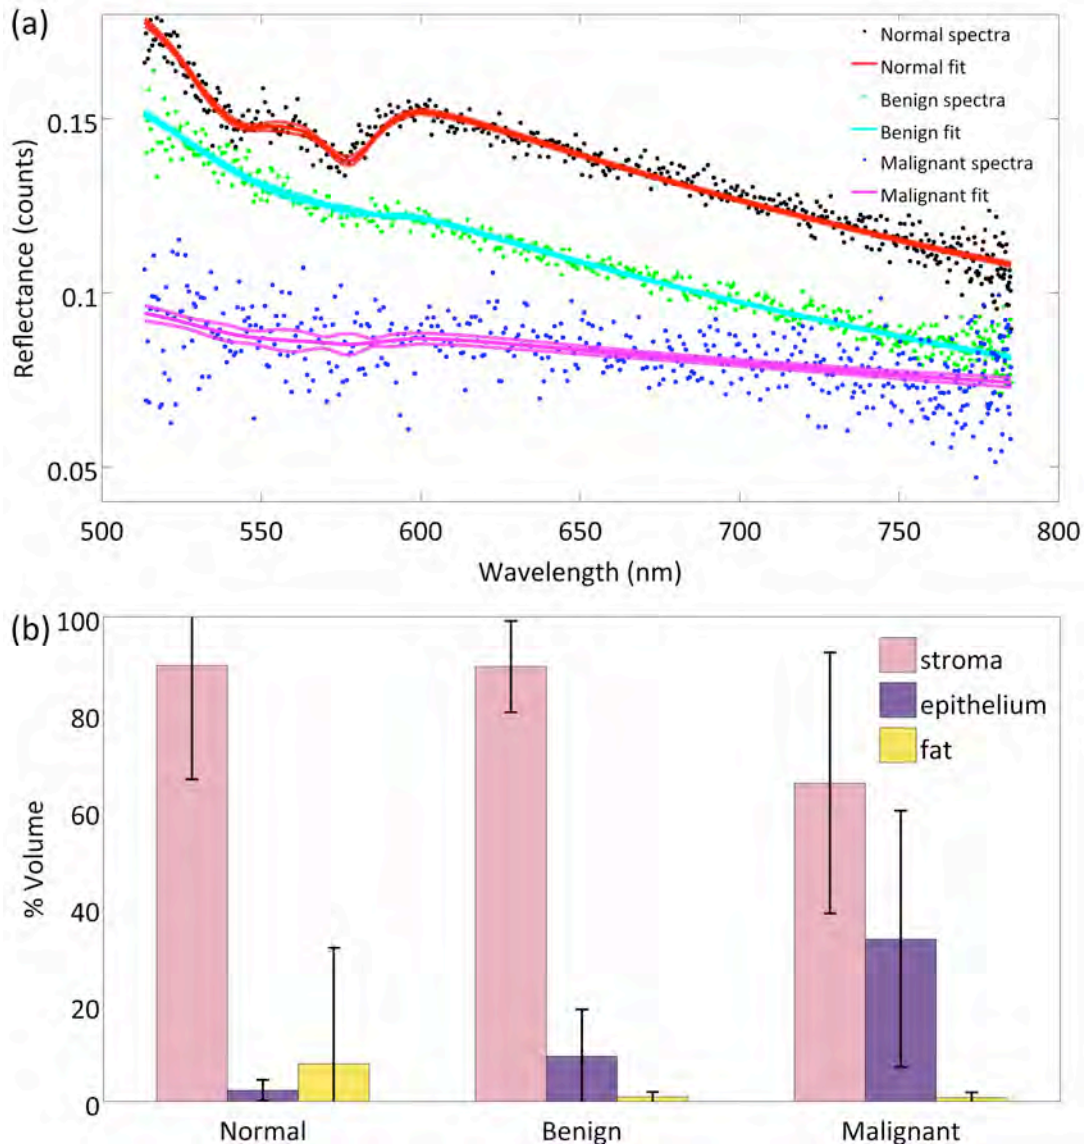 (a)
Normal spectra
Normal fit
Benign spectra
Benign fit
Malignant spectra
Malignant fit
0.15
0.1
0.05
Reflectance (counts)
500 550 600 650 700 750 800
Wavelength (nm)
(b)
100
80
60
40
20
0
% Volume
stroma
epithelium
fat
Normal Benign Malignant